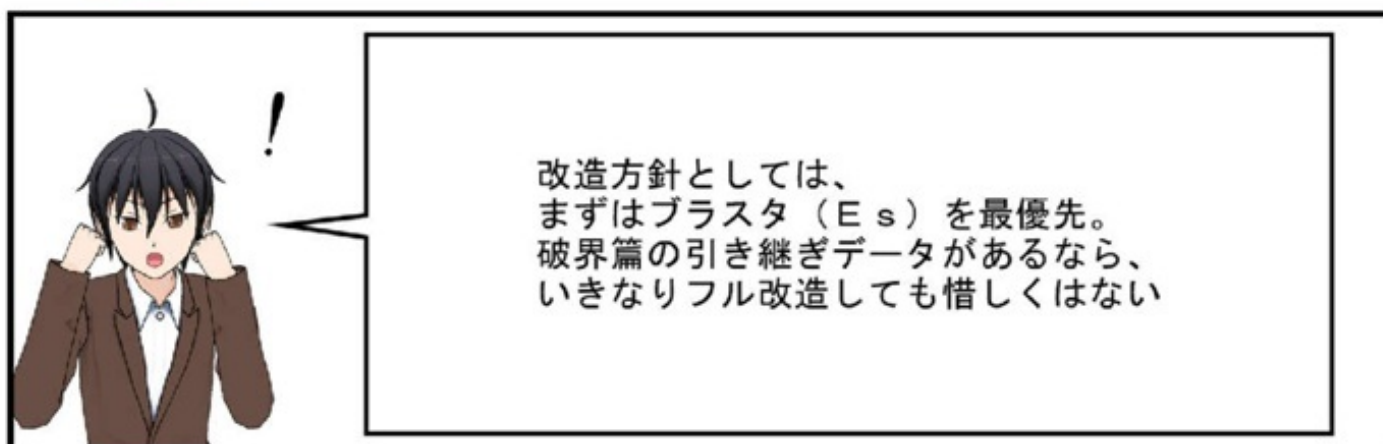 !
改造方針としては、
まずはブラスタ（Ｅｓ）を最優先。
破界篇の引き継ぎデータがあるなら、
いきなりフル改造しても惜しくはない